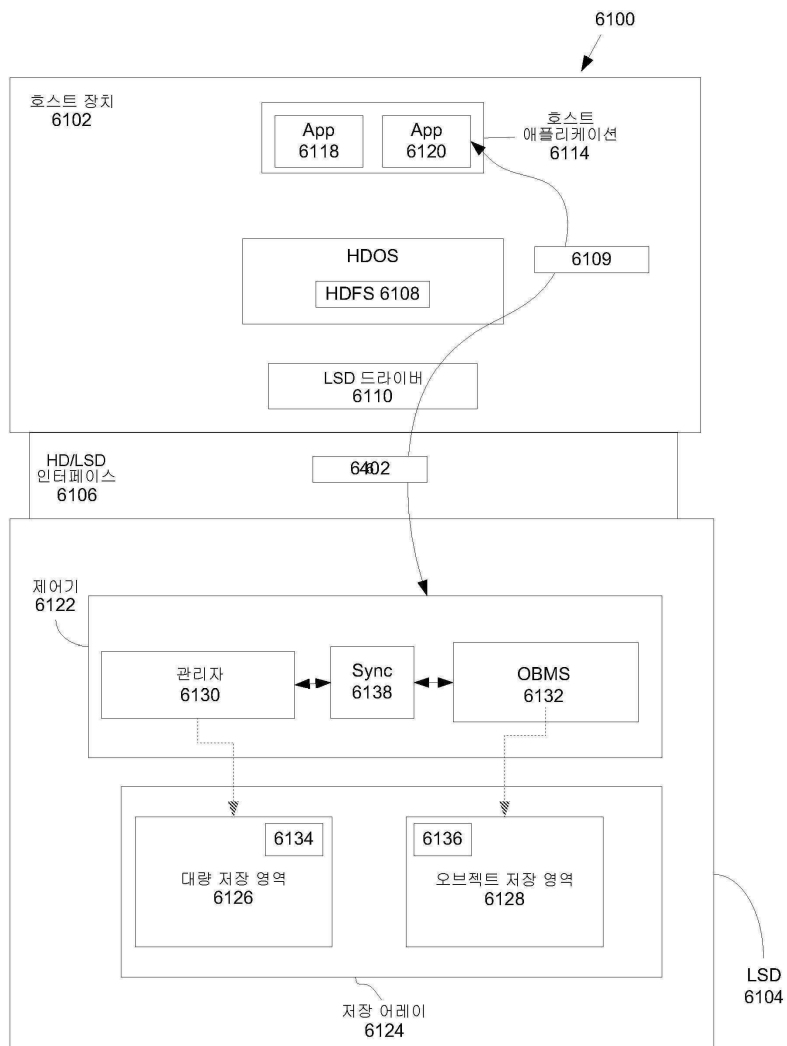 6100
호스트 장치
6102
App
6118
App
6120
호스트
애플리케이션
6114
HDOS
HDFS 6108
6109
LSD 드라이버
6110
HD/LSD
인터페이스
6106
제어기
6122
관리자
6130
Sync
6138
OBMS
6132
6134
대량 저장 영역
6126
6136
오브젝트 저장 영역
6128
저장 어레이
6124
LSD
6104